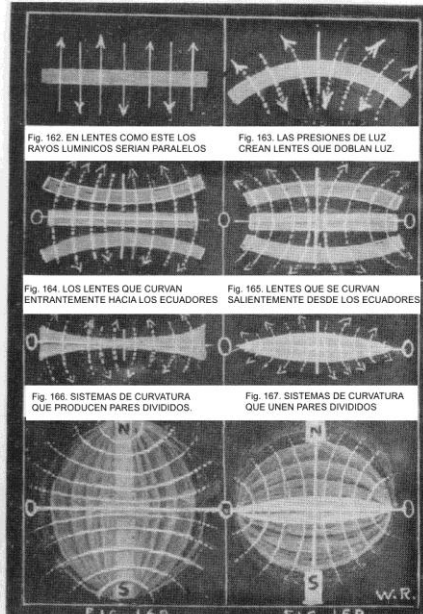 Fig. 162. EN LENTES COMO ESTE LOS
RAYOS LUMINICOS SERIAN PARALELOS
Fig. 163. LAS PRESIONES DE LUZ
CREAN LENTES QUE DOBLAN LUZ.
O
O
O
Fig. 164. LOS LENTES QUE CURVAN
ENTRANTEMENTE HACIA LOS ECUADORES
Fig. 165. LENTES QUE SE CURVAN
SALIENTEMENTE DESDE LOS ECUADORES
O
O
O
Fig. 166. SISTEMAS DE CURVATURA
QUE PRODUCEN PARES DIVIDIDOS.
Fig. 167. SISTEMAS DE CURVATURA
QUE UNEN PARES DIVIDIDOS
N
N
O
O
O
S
S
W.R.